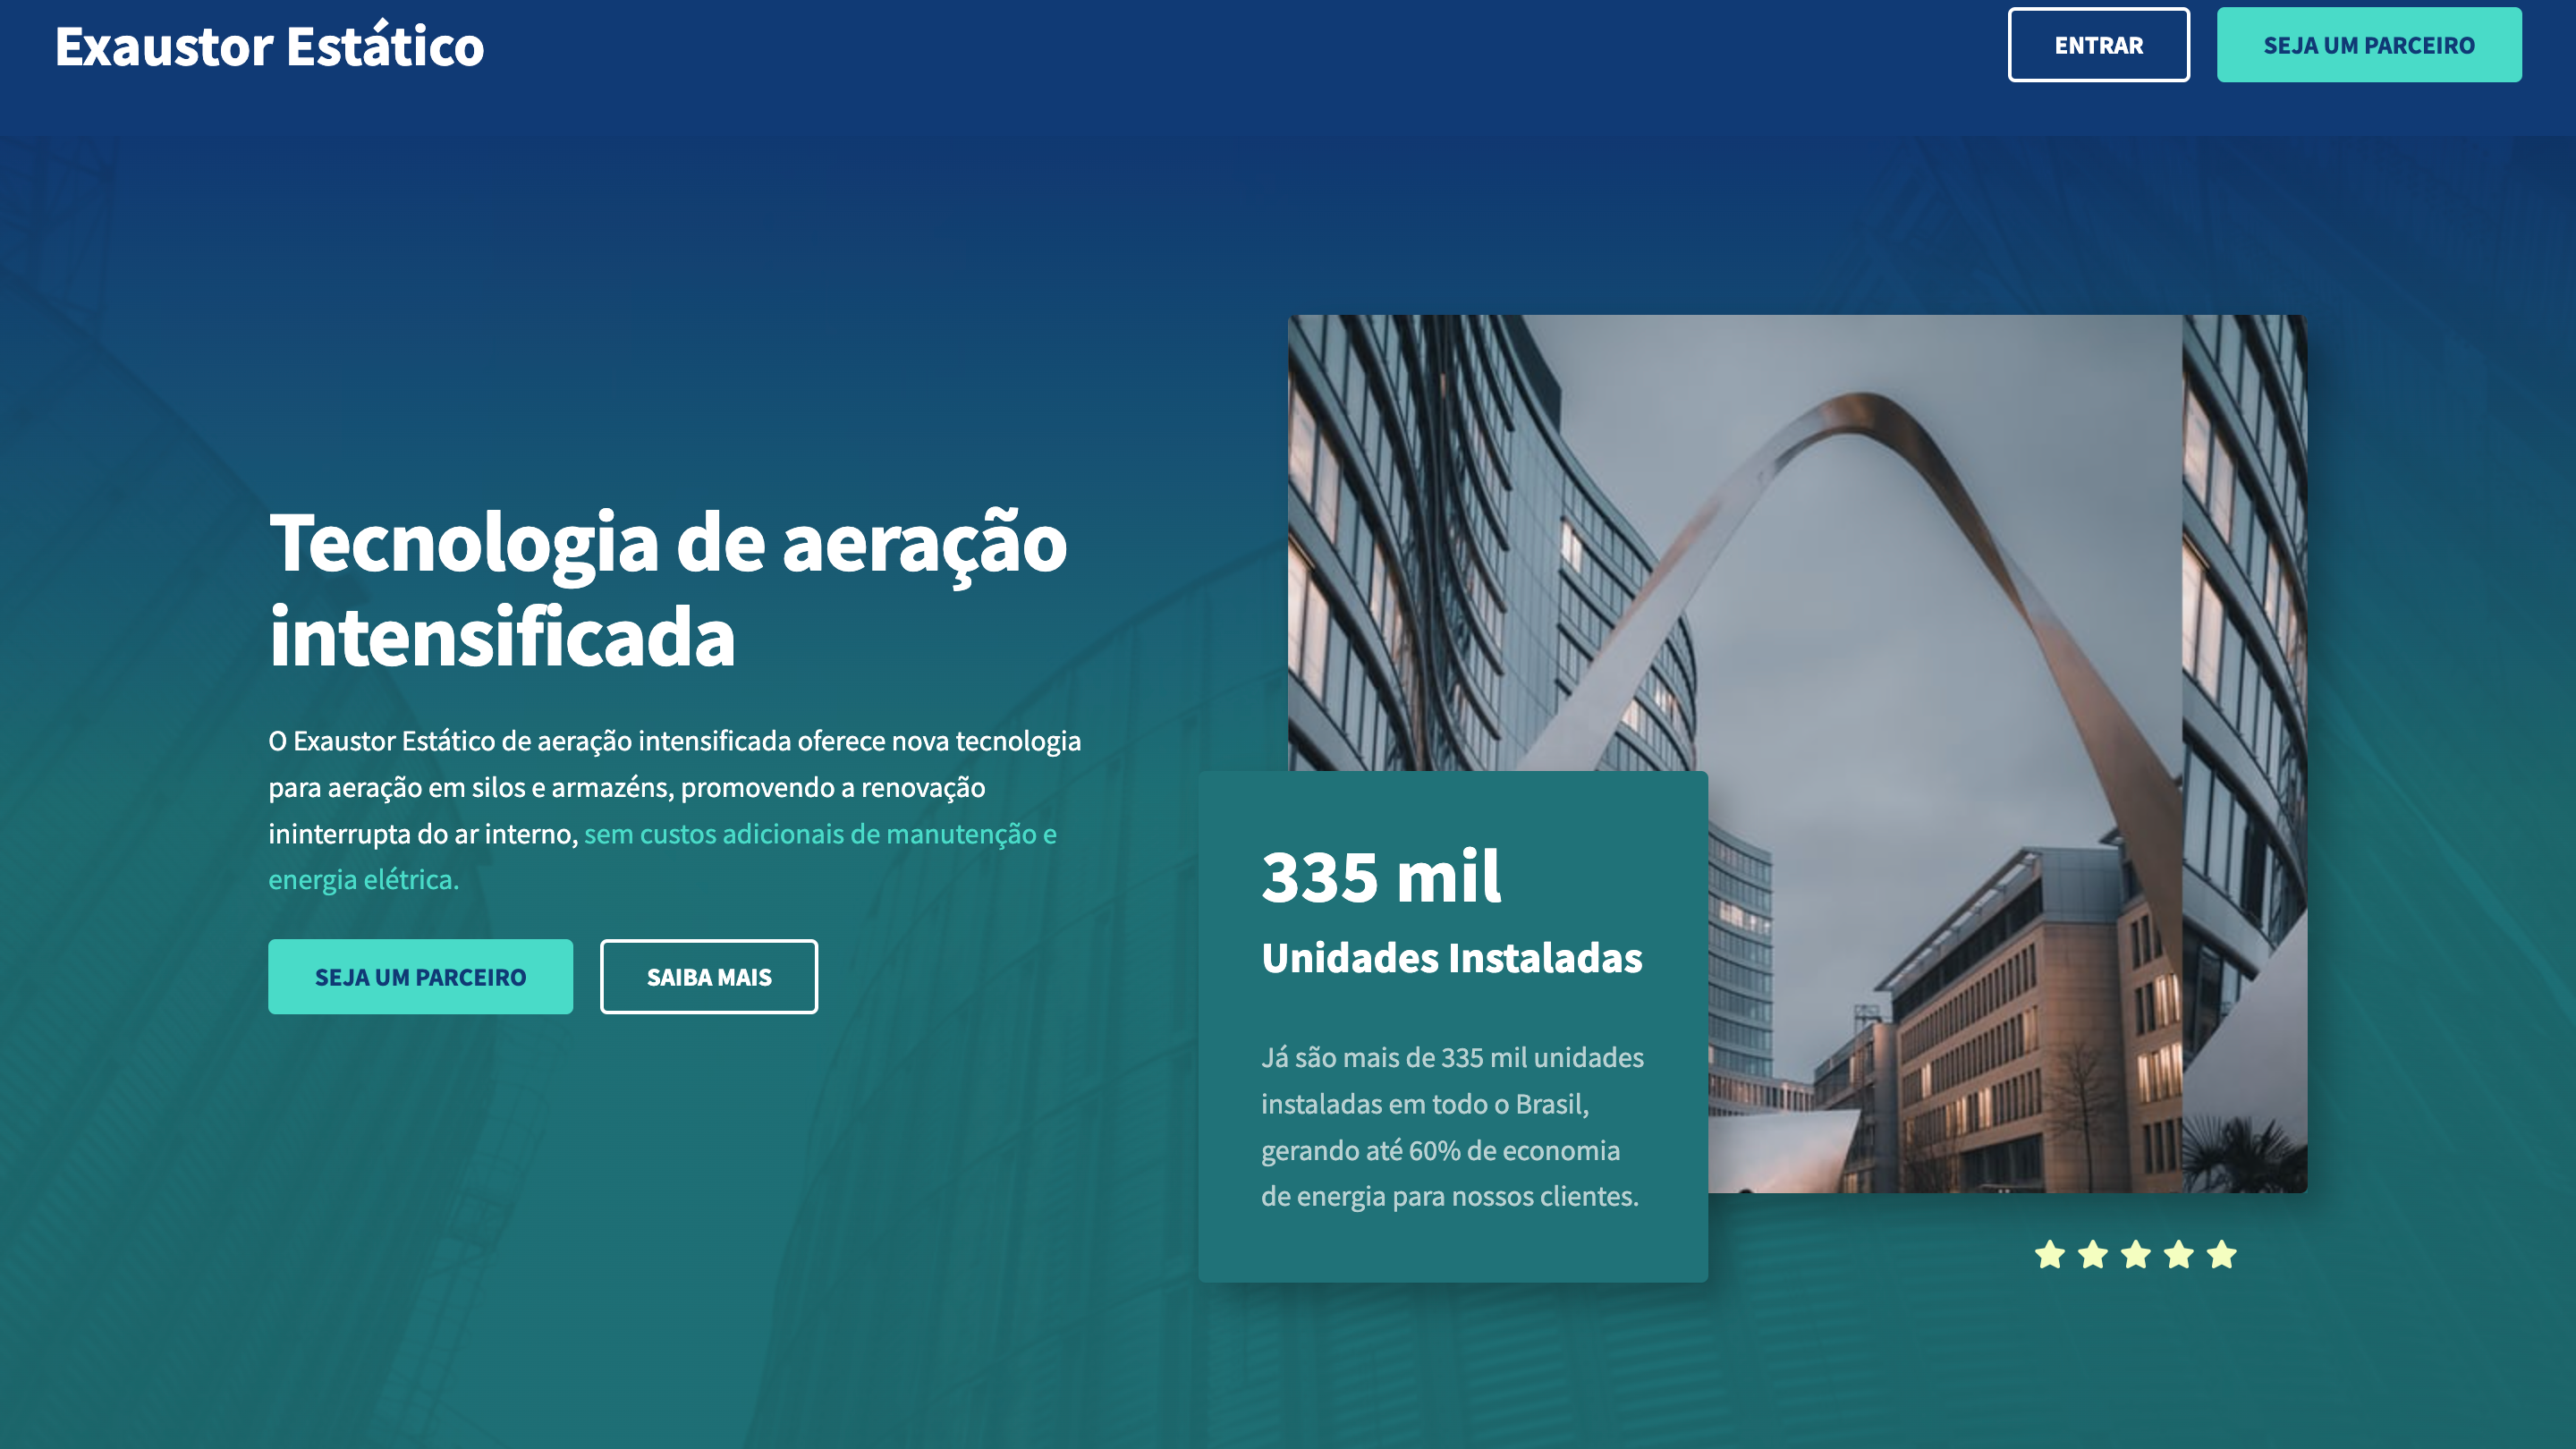 Exaustor Estático
ENTRAR
SEJA UM PARCEIRO
Tecnologia de aeração
intensificada
O Exaustor Estático de aeração intensificada oferece nova tecnologia
para aeração em silos e armazéns, promovendo a renovação
ininterrupta do ar interno, sem custos adicionais de manutenção e
energia elétrica.
SEJA UM PARCEIRO
SAIBA MAIS
335 mil
Unidades Instaladas
Já são mais de 335 mil unidades
instaladas em todo o Brasil,
gerando até 60% de economia
de energia para nossos clientes.